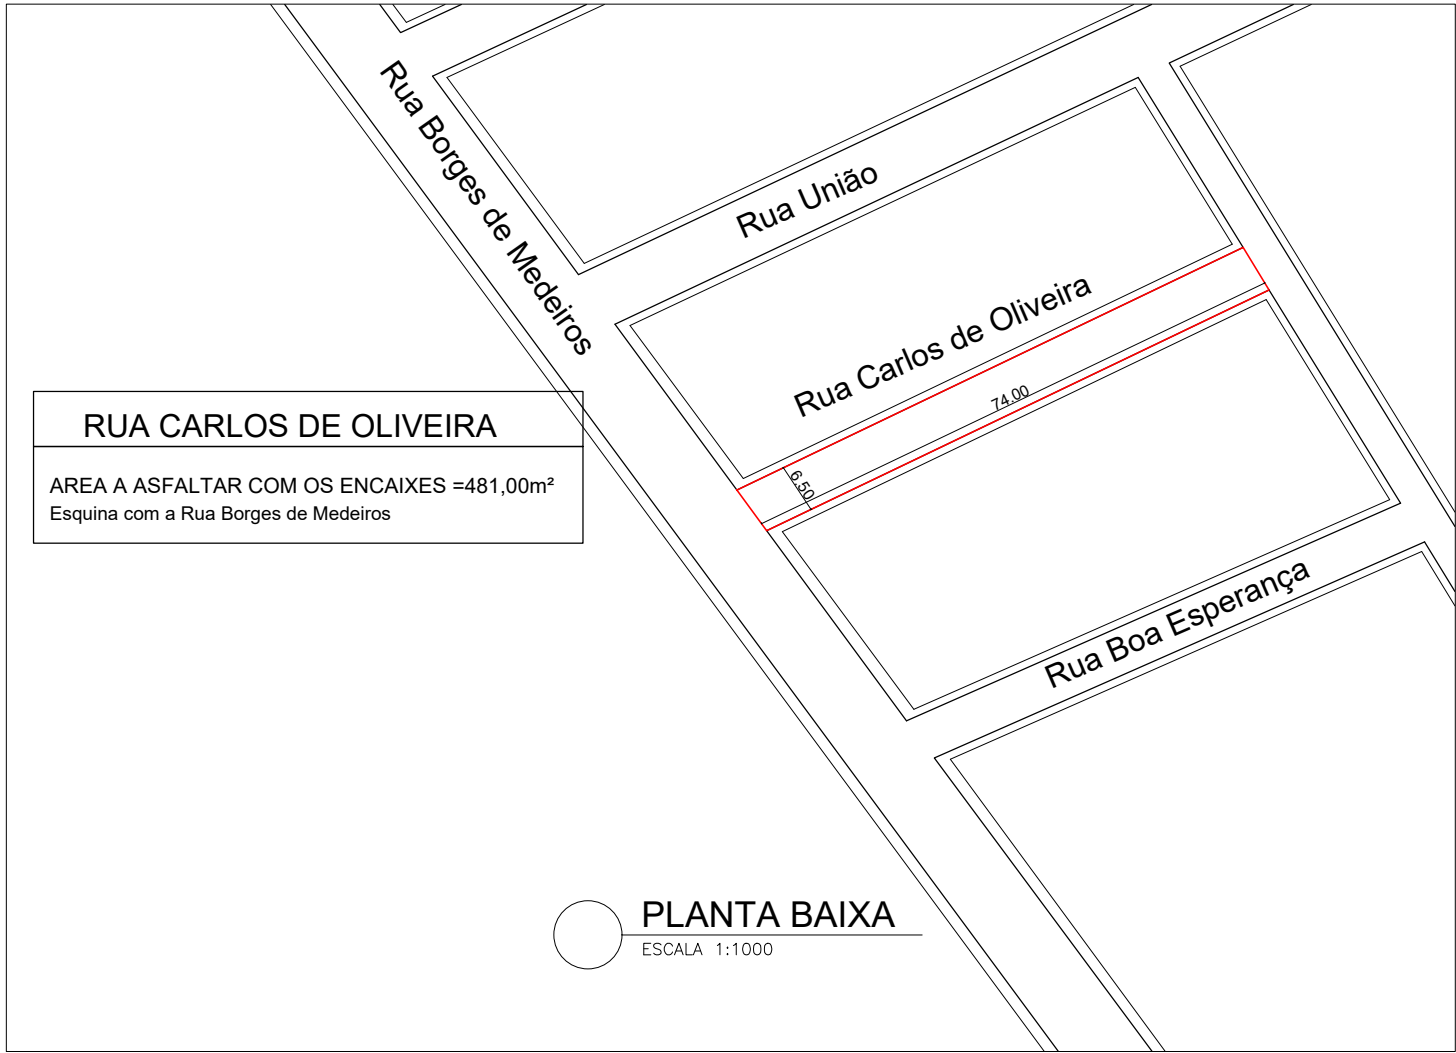 Rua Borges de Medeiros
Rua União
Rua Carlos de Oliveira
74.00
6.50
RUA CARLOS DE OLIVEIRA
AREA A ASFALTAR COM OS ENCAIXES =481,00m²
Esquina com a Rua Borges de Medeiros
Rua Boa Esperança
PLANTA BAIXA
ESCALA 1:1000